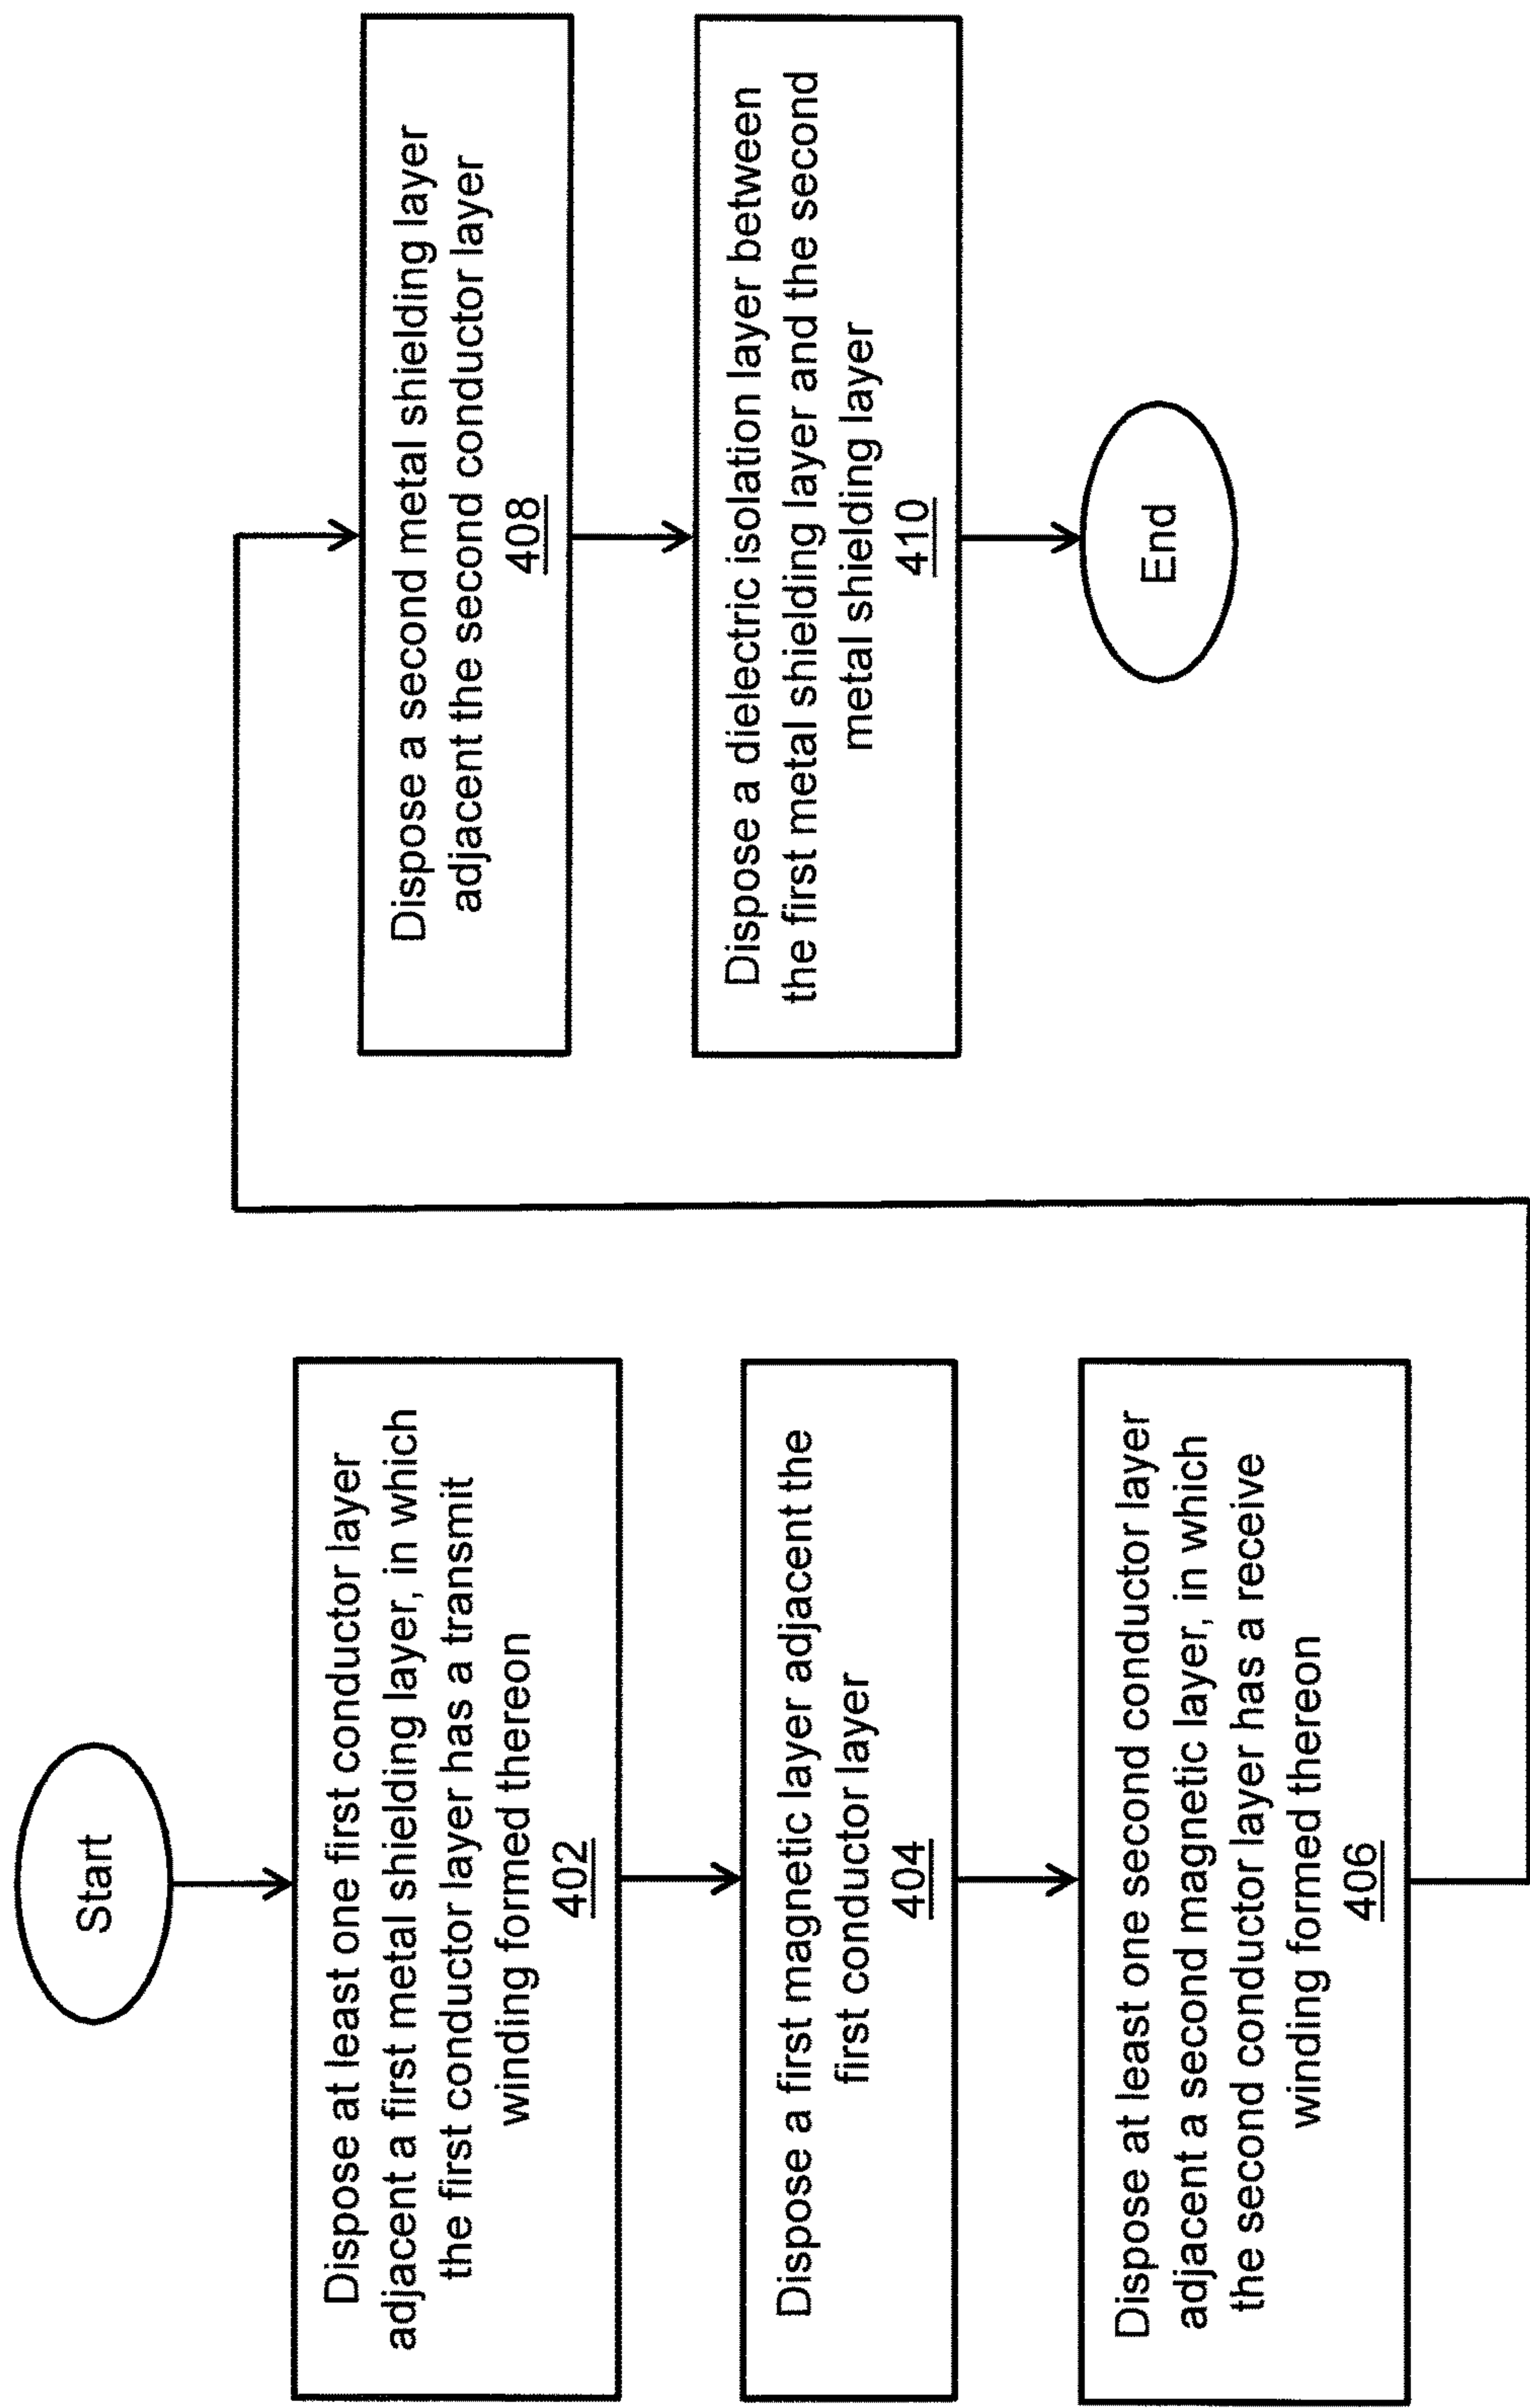 Start
Dispose at least one first conductor layer
adjacent a first metal shielding layer, in which
the first conductor layer has a transmit
winding formed thereon
402
Dispose a first magnetic layer adjacent the
first conductor layer
404
Dispose at least one second conductor layer
adjacent a second magnetic layer, in which
the second conductor layer has a receive
winding formed thereon
406
Dispose a second metal shielding layer
adjacent the second conductor layer
408
Dispose a dielectric isolation layer between
the first metal shielding layer and the second
metal shielding layer
410
End